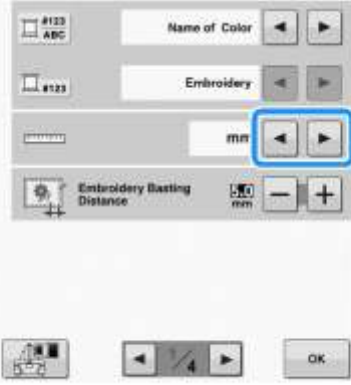 #123
ABC
Name of Color
#123
Embroidery
mm
Embroidery Basting
Distance
5.0
mm
1/4
OK